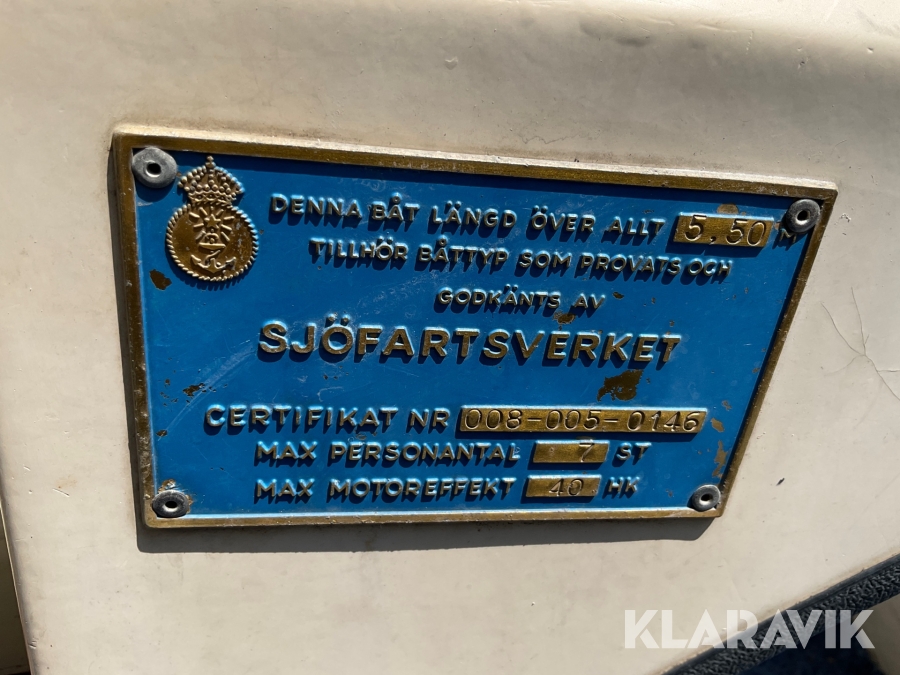 DENNA BÅT LÄNGD ÖVER ALLT 5,50 M
TILLHÖR BÅTTYP SOM PROVATS OCH
GODKÄNTS AV
SJÖFARTSVERKET
CERTIFIKAT NR 008-005-0146
MAX PERSONANTAL 7 ST
MAX MOTOREFFEKT 40 HK
KLARAVIK